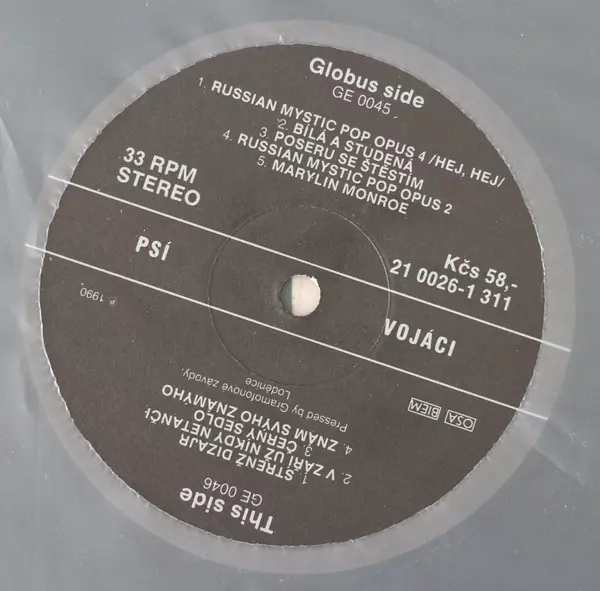 Globus side
GE 0045
1. RUSSIAN MYSTIC POP OPUS 4 /HEJ, HEJ/
2. BÍLÁ A STUDENÁ
3. POSERU SE ŠTĚSTÍM
4. RUSSIAN MYSTIC POP OPUS 2
5. MARYLIN MONROE
33 RPM
STEREO
Kčs 58,-
21 0026-1 311
PSÍ
VOJÁCI
℗ 1990
OSA
BIEM
This side
GE 0046
1. STRENŽ DIZAJR
2. V ZÁŘÍ UŽ NIKDY NETANČI
3. ČERNÝ SEDLO
4. ZNÁM SVÝHO ZNÁMÝHO
Pressed by Gramofonové závody,
Loděnice